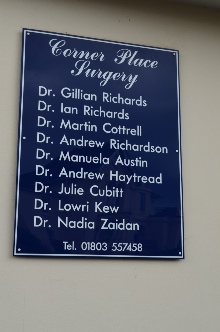 Corner Place
Surgery
Dr. Gillian Richards
Dr. Ian Richards
Dr. Martin Cottrell
Dr. Andrew Richardson
Dr. Manuela Austin
Dr. Andrew Haytread
Dr. Julie Cubitt
Dr. Lowri Kew
Dr. Nadia Zaidan
Tel. 01803 557458